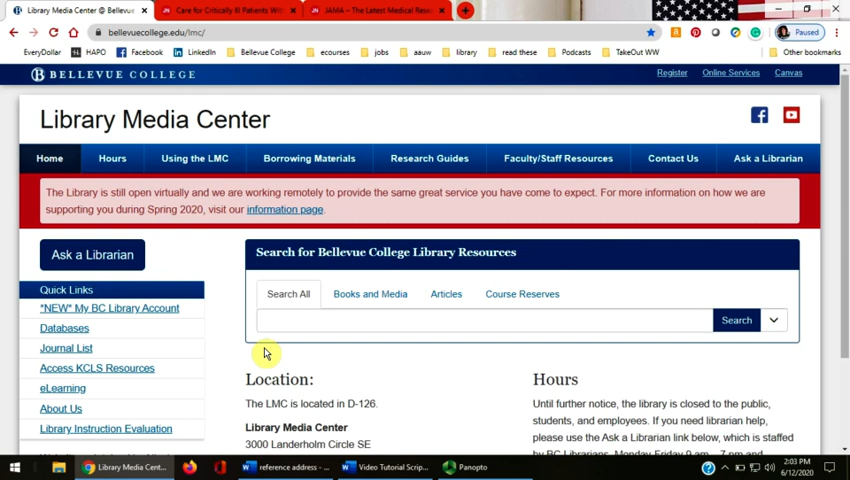 Library Media Center @ Bellevue
Care for Critically Ill Patients With
JAMA – The Latest Medical Rese
bellevuecollege.edu/lmc/
Paused
EveryDollar HAPO Facebook LinkedIn Bellevue College ecourses jobs aauw library read these Podcasts TakeOut WW Other bookmarks
BELLEVUE COLLEGE
Register Online Services Canvas
Library Media Center
Home Hours Using the LMC Borrowing Materials Research Guides Faculty/Staff Resources Contact Us Ask a Librarian
The Library is still open virtually and we are working remotely to provide the same great service you have come to expect. For more information on how we are
supporting you during Spring 2020, visit our information page.
Ask a Librarian
Quick Links
*NEW* My BC Library Account
Databases
Journal List
Access KCLS Resources
eLearning
About Us
Library Instruction Evaluation
Search for Bellevue College Library Resources
Search All Books and Media Articles Course Reserves
Search
Location:
The LMC is located in D-126.
Library Media Center
3000 Landerholm Circle SE
Hours
Until further notice, the library is closed to the public,
students, and employees. If you need librarian help,
please use the Ask a Librarian link below, which is staffed
by BC Librarians, Monday-Friday 9 am – 7 pm and
Library Media Cent...
reference address - ...
Video Tutorial Scrip...
Panopto
2:03 PM
6/12/2020